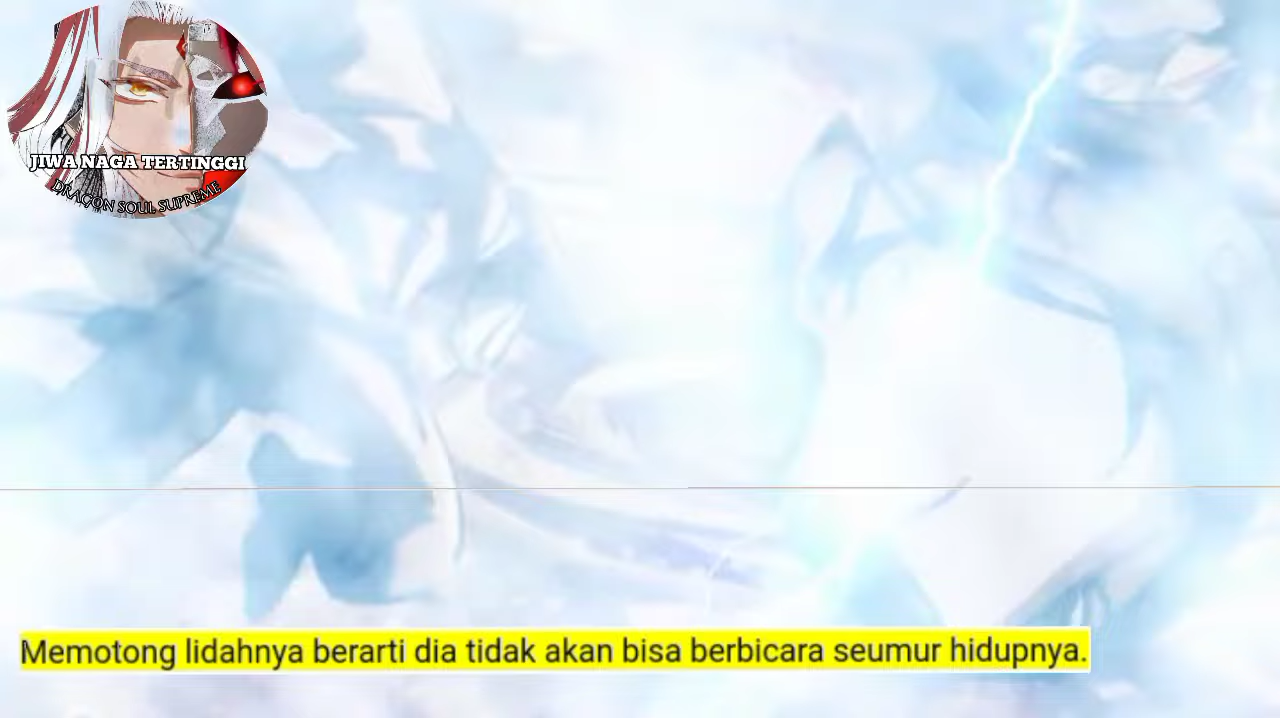 JIWA NAGA TERTINGGI
DRAGON SOUL SUPREME
Memotong lidahnya berarti dia tidak akan bisa berbicara seumur hidupnya.